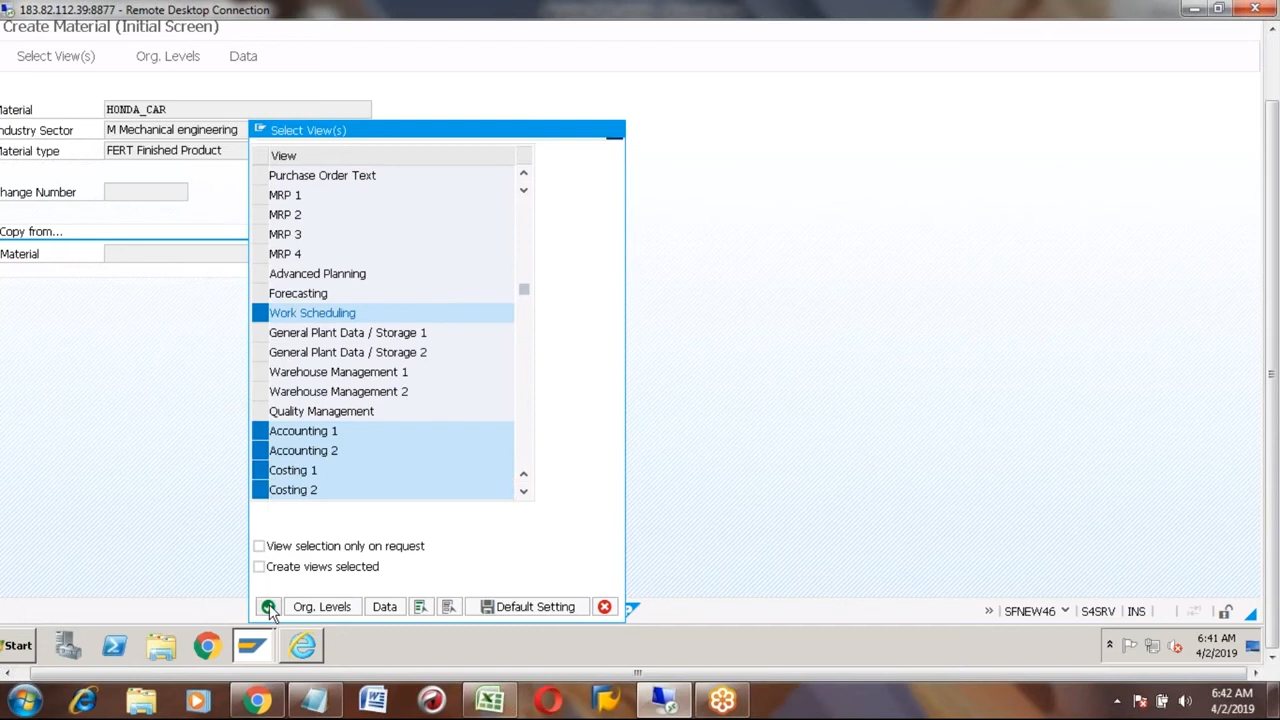 183.82.112.39:8877 - Remote Desktop Connection
Create Material (Initial Screen)
Select View(s) Org. Levels Data
Material HONDA_CAR
ndustry Sector M Mechanical engineering
Material type FERT Finished Product
hange Number
Copy from...
Material
Select View(s)
View
Purchase Order Text
MRP 1
MRP 2
MRP 3
MRP 4
Advanced Planning
Forecasting
Work Scheduling
General Plant Data / Storage 1
General Plant Data / Storage 2
Warehouse Management 1
Warehouse Management 2
Quality Management
Accounting 1
Accounting 2
Costing 1
Costing 2
View selection only on request
Create views selected
Org. Levels Data Default Setting
SFNEW46 S4SRV INS
Start
6:41 AM
4/2/2019
6:42 AM
4/2/2019